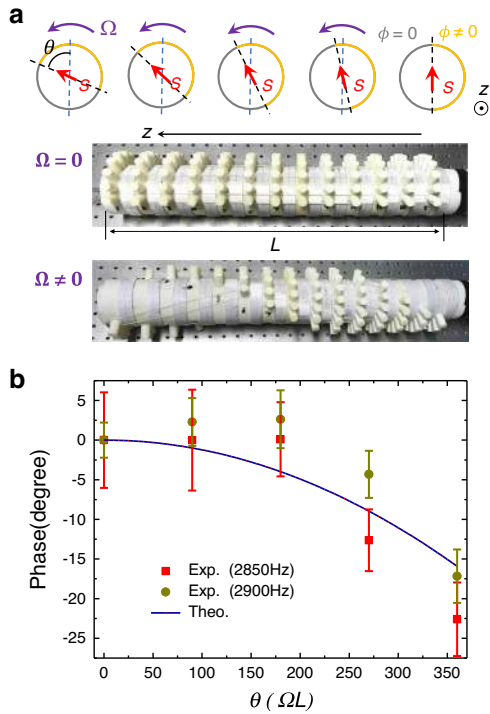 a
Ω
ϕ = 0
ϕ ≠ 0
θ
S
S
S
S
S
z
z
Ω = 0
L
Ω ≠ 0
b
5
0
-5
-10
-15
-20
-25
Phase(degree)
Exp. (2850Hz)
Exp. (2900Hz)
Theo.
0
50
100
150
200
250
300
350
θ ( ΩL )